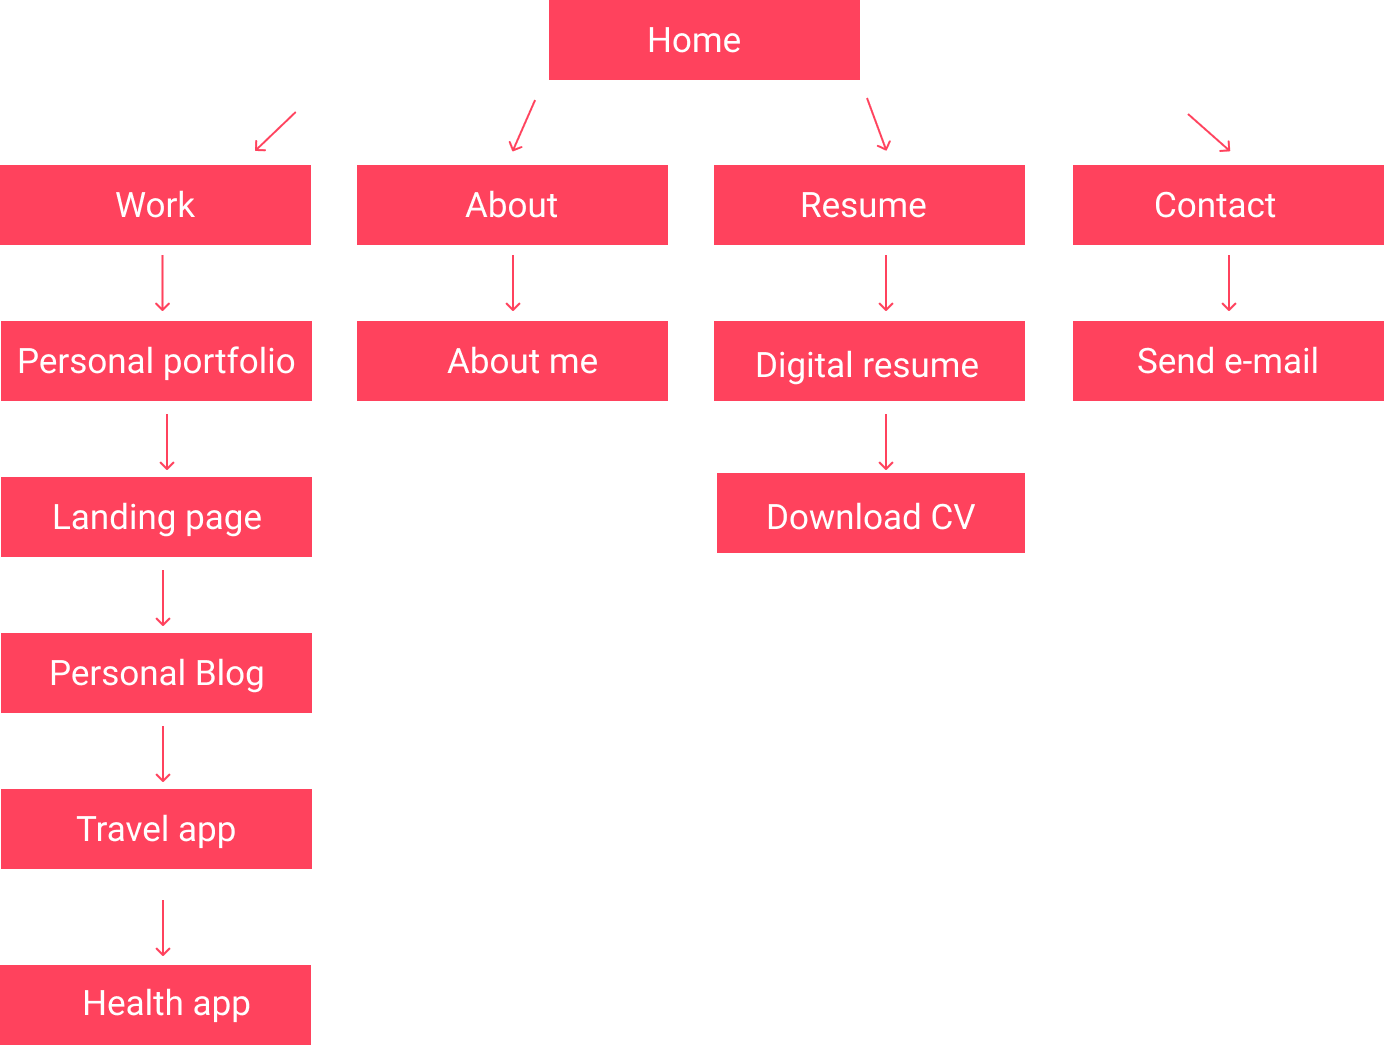 Home
Work
About
Resume
Contact
Personal portfolio
About me
Digital resume
Send e-mail
Landing page
Download CV
Personal Blog
Travel app
Health app